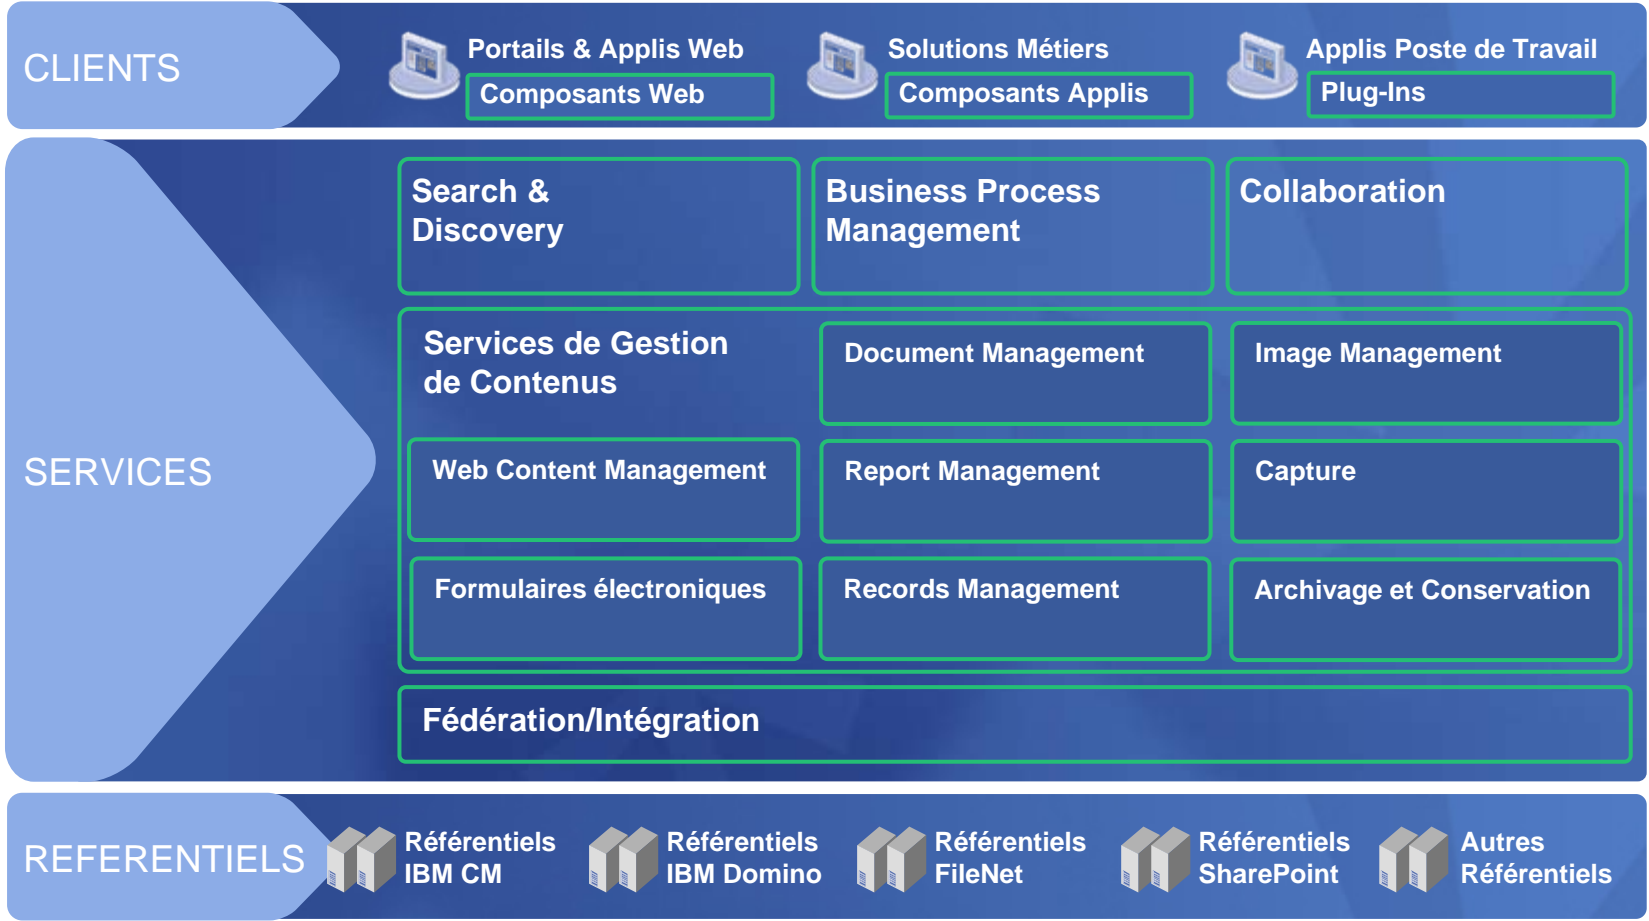 CLIENTS
Portails & Applis Web
Composants Web
Solutions Métiers
Composants Applis
Applis Poste de Travail
Plug-Ins
SERVICES
Search &
Discovery
Business Process
Management
Collaboration
Services de Gestion
de Contenus
Document Management
Image Management
Web Content Management
Report Management
Capture
Formulaires électroniques
Records Management
Archivage et Conservation
Fédération/Intégration
REFERENTIELS
Référentiels
IBM CM
Référentiels
IBM Domino
Référentiels
FileNet
Référentiels
SharePoint
Autres
Référentiels